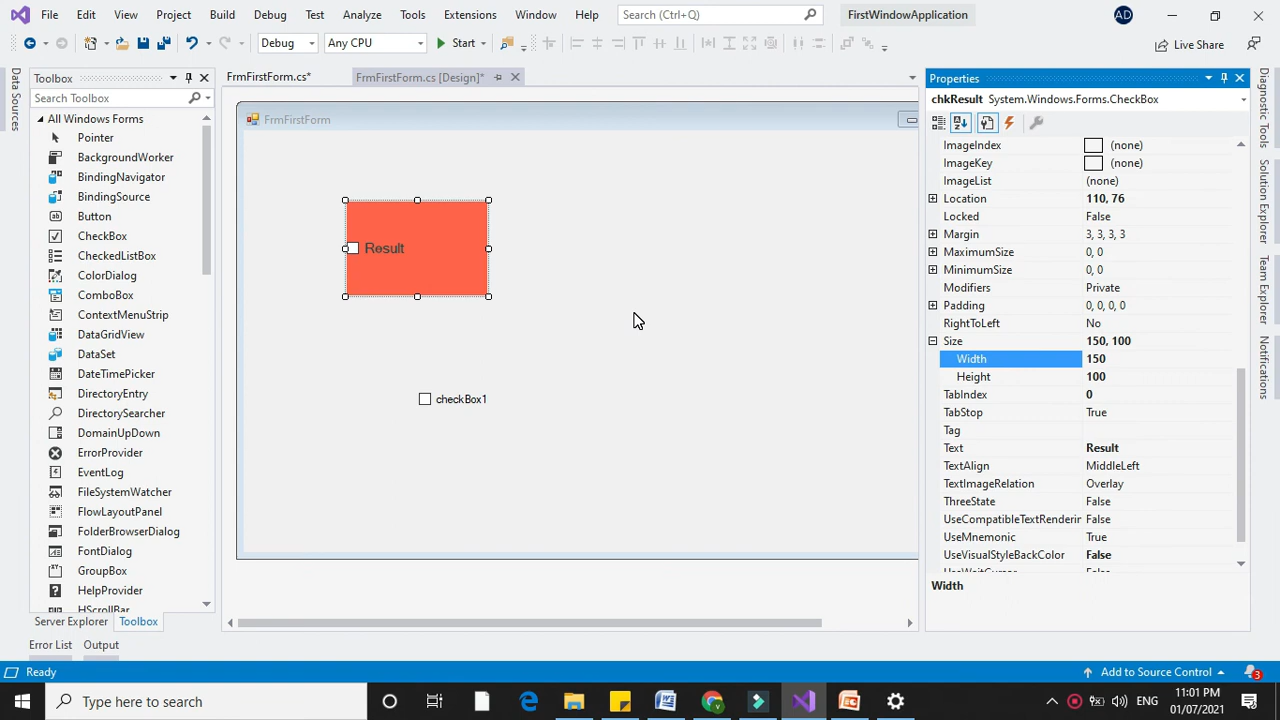 File Edit View Project Build Debug Test Analyze Tools Extensions Window Help Search (Ctrl+Q) FirstWindowApplication AD
Debug Any CPU Start Live Share
Data Sources
Toolbox
Search Toolbox
All Windows Forms
Pointer
BackgroundWorker
BindingNavigator
BindingSource
Button
CheckBox
CheckedListBox
ColorDialog
ComboBox
ContextMenuStrip
DataGridView
DataSet
DateTimePicker
DirectoryEntry
DirectorySearcher
DomainUpDown
ErrorProvider
EventLog
FileSystemWatcher
FlowLayoutPanel
FolderBrowserDialog
FontDialog
GroupBox
HelpProvider
HScrollBar
Server Explorer Toolbox
FrmFirstForm.cs* FrmFirstForm.cs [Design]*
FrmFirstForm
Result
checkBox1
Properties
chkResult System.Windows.Forms.CheckBox
ImageIndex (none)
ImageKey (none)
ImageList (none)
Location 110, 76
Locked False
Margin 3, 3, 3, 3
MaximumSize 0, 0
MinimumSize 0, 0
Modifiers Private
Padding 0, 0, 0, 0
RightToLeft No
Size 150, 100
Width 150
Height 100
TabIndex 0
TabStop True
Tag
Text Result
TextAlign MiddleLeft
TextImageRelation Overlay
ThreeState False
UseCompatibleTextRenderin False
UseMnemonic True
UseVisualStyleBackColor False
Width
Diagnostic Tools
Solution Explorer
Team Explorer
Notifications
Error List Output
Ready Add to Source Control 3
Type here to search ENG 11:01 PM
01/07/2021